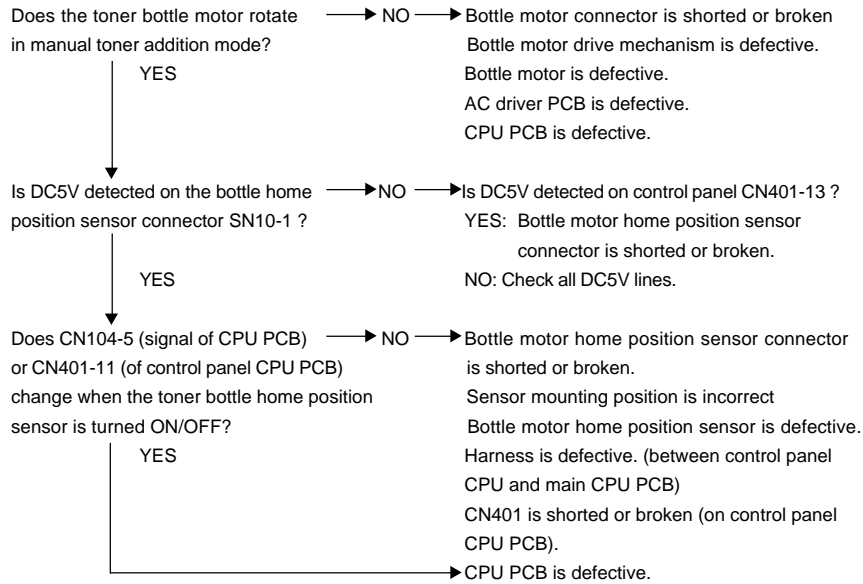 Does the toner bottle motor rotate
in manual toner addition mode?
NO
Bottle motor connector is shorted or broken
Bottle motor drive mechanism is defective.
Bottle motor is defective.
AC driver PCB is defective.
CPU PCB is defective.
YES
Is DC5V detected on the bottle home
position sensor connector SN10-1 ?
NO
Is DC5V detected on control panel CN401-13 ?
YES: Bottle motor home position sensor
connector is shorted or broken.
NO: Check all DC5V lines.
YES
Does CN104-5 (signal of CPU PCB)
or CN401-11 (of control panel CPU PCB)
change when the toner bottle home position
sensor is turned ON/OFF?
NO
Bottle motor home position sensor connector
is shorted or broken.
Sensor mounting position is incorrect
Bottle motor home position sensor is defective.
Harness is defective. (between control panel
CPU and main CPU PCB)
CN401 is shorted or broken (on control panel
CPU PCB).
YES
CPU PCB is defective.